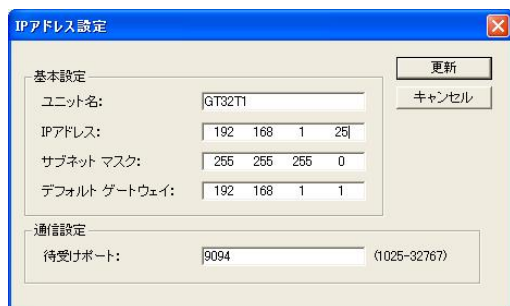 IPアドレス設定
更新
キャンセル
基本設定
ユニット名: GT32T1
IPアドレス: 192 168 1 25
サブネット マスク: 255 255 255 0
デフォルト ゲートウェイ: 192 168 1 1
通信設定
待受けポート: 9094 (1025-32767)